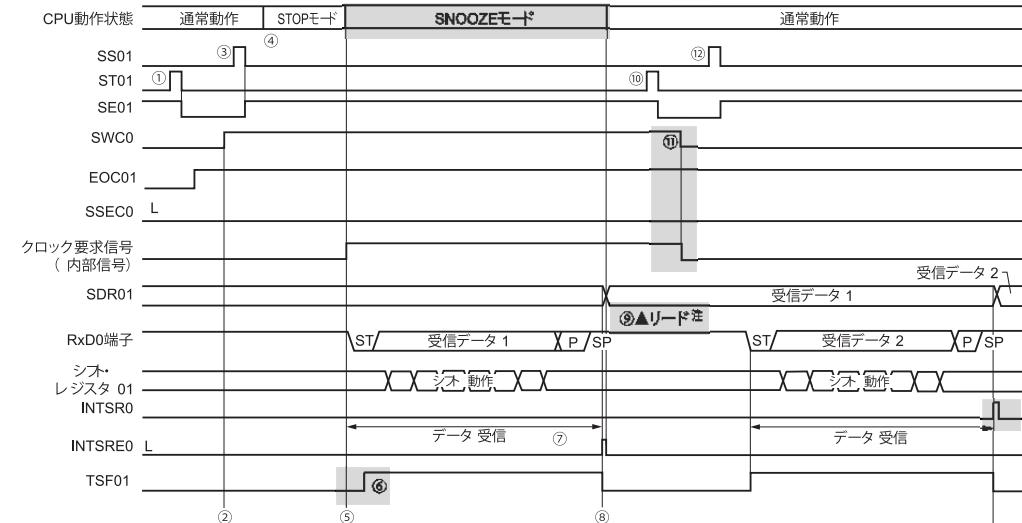 CPU動作状態 通常動作 STOPモード SNOOZEモード CPU動作
④
SS01 ③ ⑫
ST01 ① ⑩
SE01
SWC0 ⑪
EOC01
SSEC0 L
クロック要求信号
( 内部信号)
受信データ 2
SDR01 受信データ 1
⑨▲リード注
RxD0端子 ST 受信データ 1 P SP ST 受信データ 2 P SP
シフト・
レジスタ 01 シフト 動作 シフト 動作
INTSR0
データ 受信 ⑦ データ 受信
INTSRE0 L
TSF01 ⑥
② ⑤ ⑧